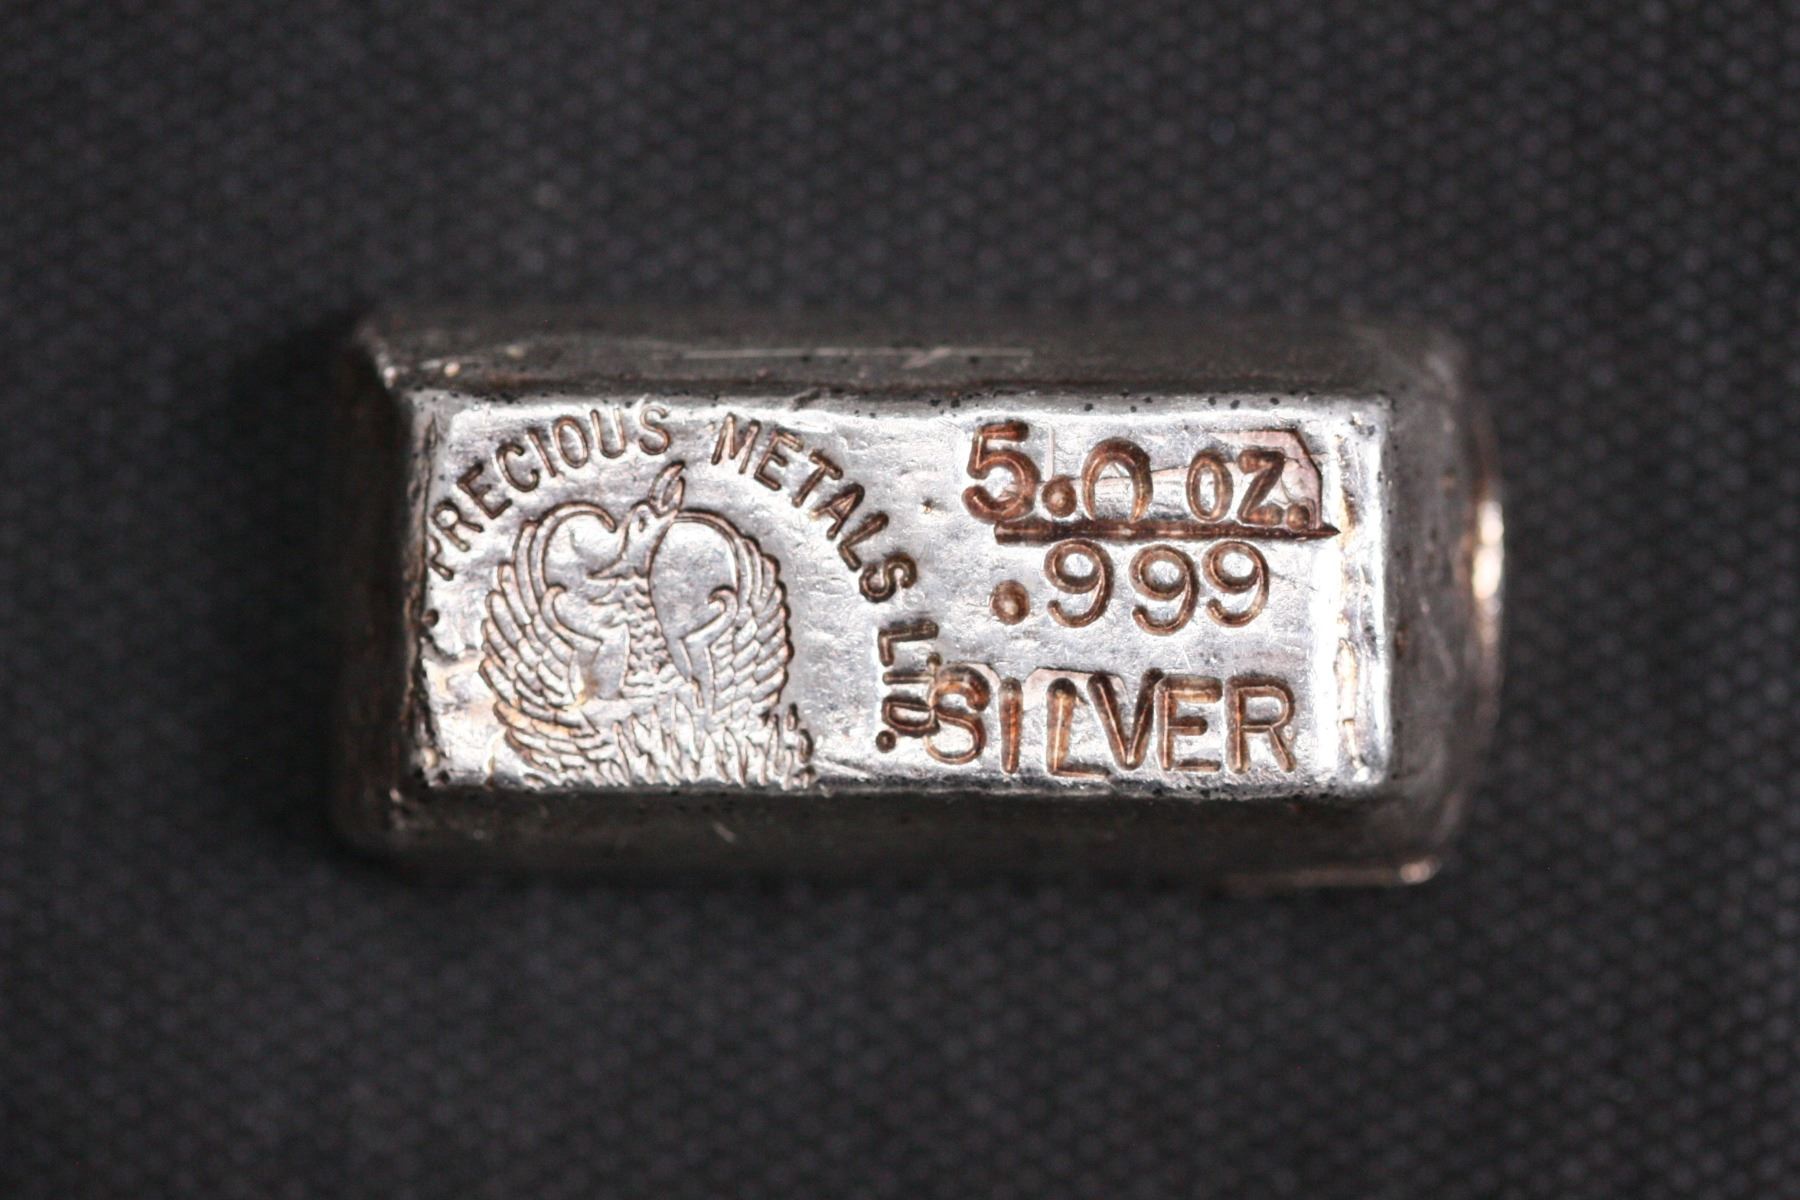 PRECIOUS METALS LTD.
5.0 OZ.
.999
SILVER